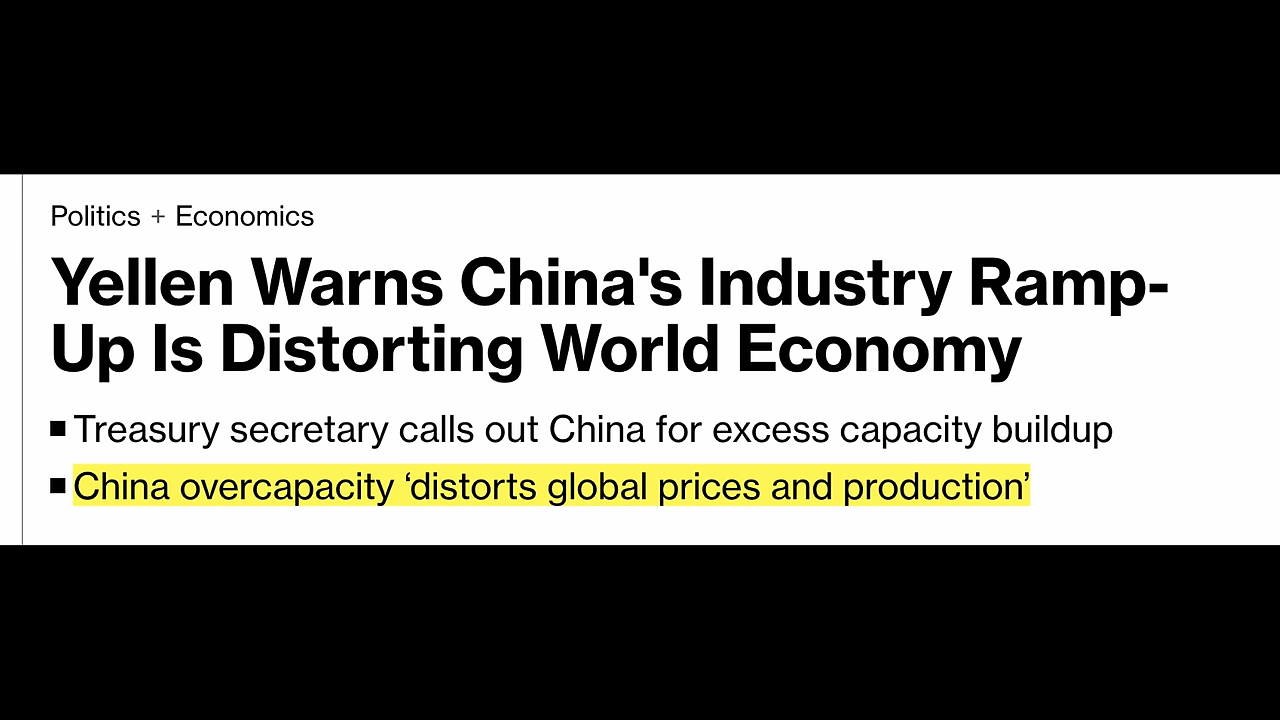 Politics + Economics
Yellen Warns China's Industry Ramp-
Up Is Distorting World Economy
■ Treasury secretary calls out China for excess capacity buildup
■ China overcapacity ‘distorts global prices and production’